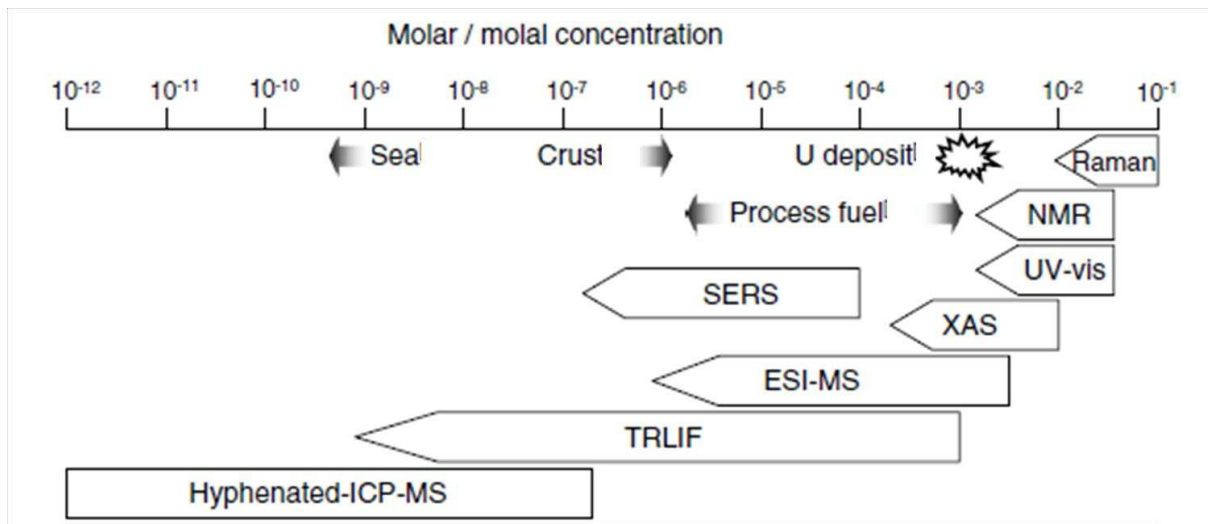 Molar / molal concentration
10⁻¹² 10⁻¹¹ 10⁻¹⁰ 10⁻⁹ 10⁻⁸ 10⁻⁷ 10⁻⁶ 10⁻⁵ 10⁻⁴ 10⁻³ 10⁻² 10⁻¹
Sea Crust U deposit Raman
Process fuel NMR
UV-vis
SERS
XAS
ESI-MS
TRLIF
Hyphenated-ICP-MS